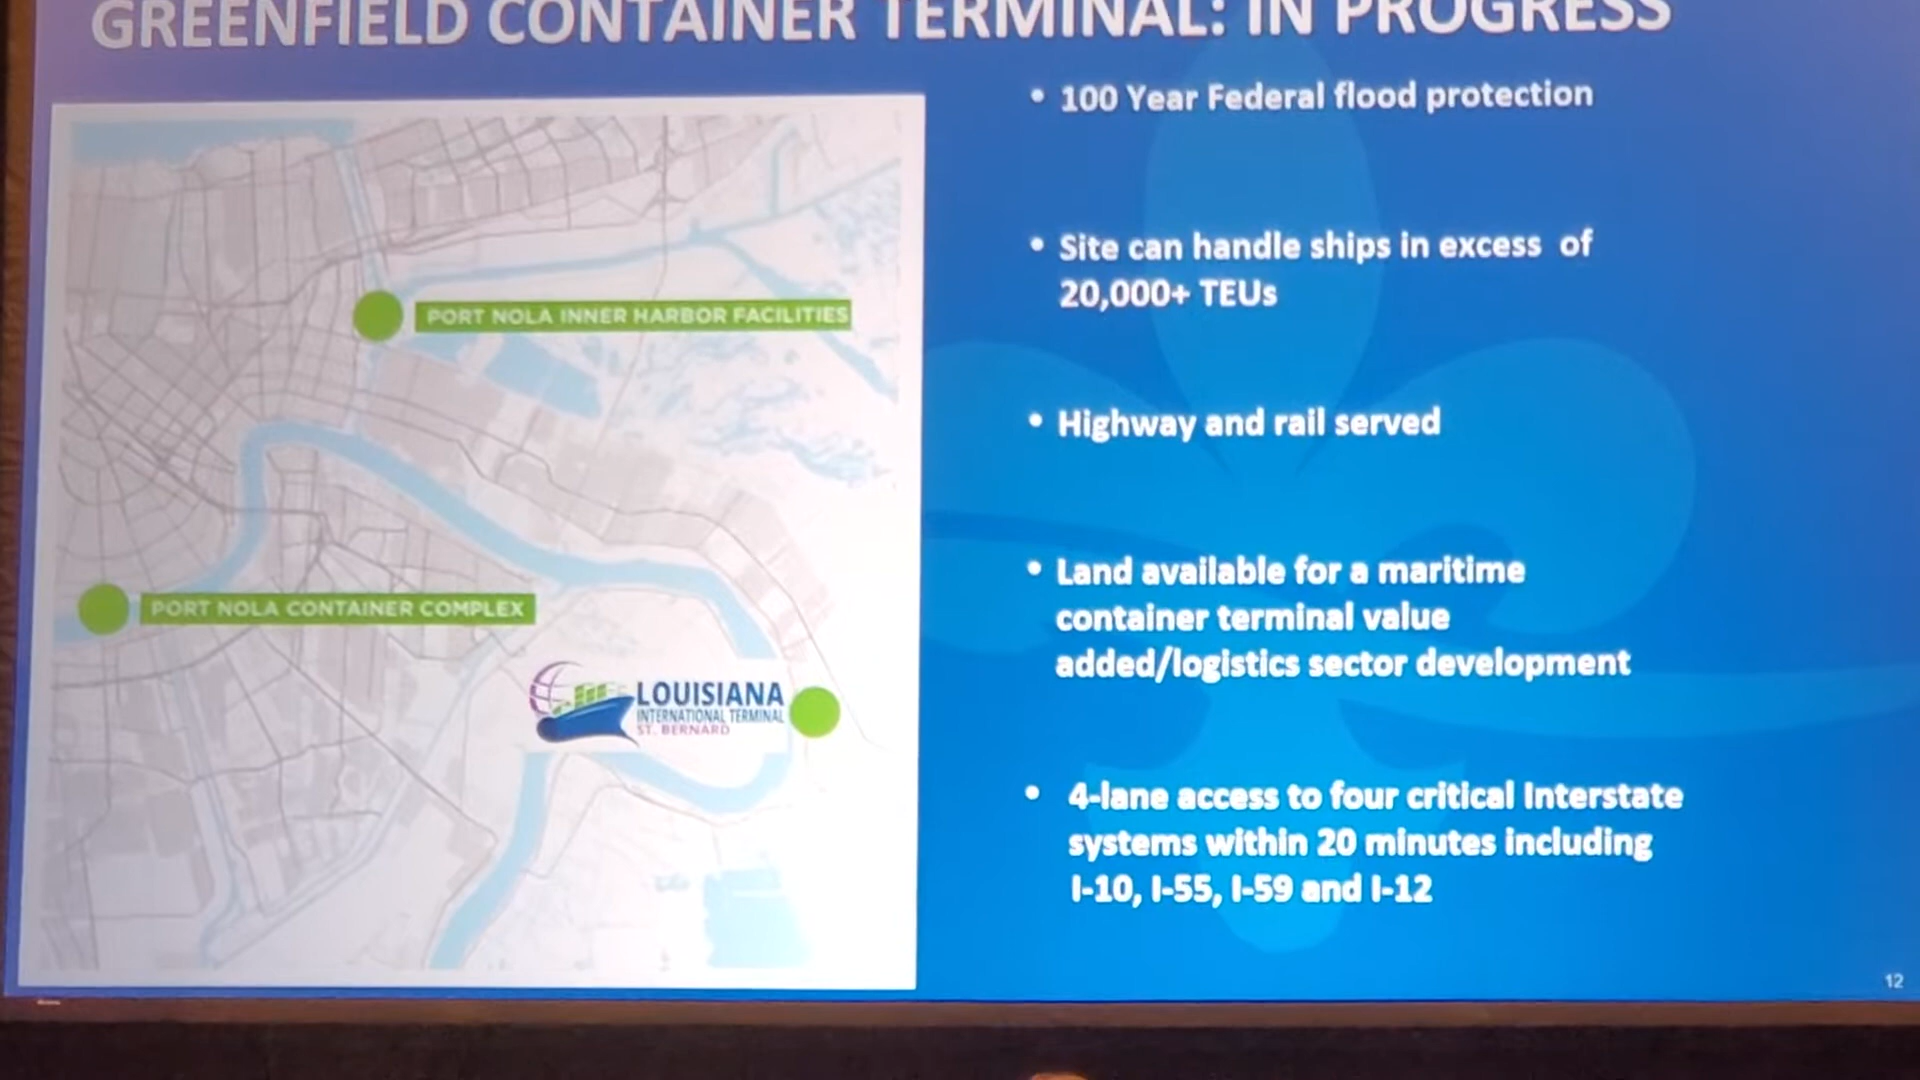 GREENFIELD CONTAINER TERMINAL: IN PROGRESS
PORT NOLA INNER HARBOR FACILITIES
PORT NOLA CONTAINER COMPLEX
LOUISIANA
INTERNATIONAL TERMINAL
ST. BERNARD
• 100 Year Federal flood protection
• Site can handle ships in excess of
20,000+ TEUs
• Highway and rail served
• Land available for a maritime
container terminal value
added/logistics sector development
• 4-lane access to four critical Interstate
systems within 20 minutes including
I-10, I-55, I-59 and I-12
12